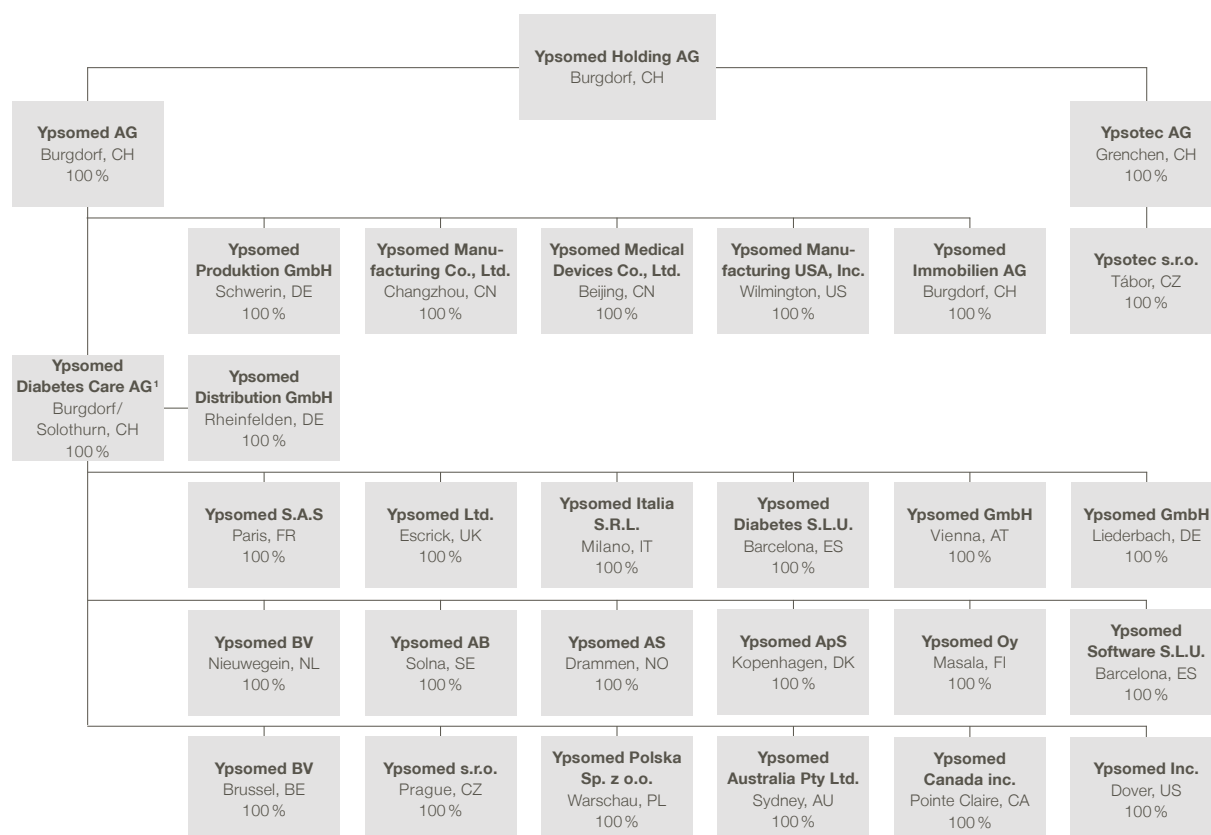 Ypsomed Holding AG
Burgdorf, CH
Ypsomed AG
Burgdorf, CH
100 %
Ypsotec AG
Grenchen, CH
100 %
Ypsomed
Produktion GmbH
Schwerin, DE
100 %
Ypsomed Manu-
facturing Co., Ltd.
Changzhou, CN
100 %
Ypsomed Medical
Devices Co., Ltd.
Beijing, CN
100 %
Ypsomed Manu-
facturing USA, Inc.
Wilmington, US
100 %
Ypsomed
Immobilien AG
Burgdorf, CH
100 %
Ypsotec s.r.o.
Tábor, CZ
100 %
Ypsomed
Diabetes Care AG¹
Burgdorf/
Solothurn, CH
100 %
Ypsomed
Distribution GmbH
Rheinfelden, DE
100 %
Ypsomed S.A.S
Paris, FR
100 %
Ypsomed Ltd.
Escrick, UK
100 %
Ypsomed Italia
S.R.L.
Milano, IT
100 %
Ypsomed
Diabetes S.L.U.
Barcelona, ES
100 %
Ypsomed GmbH
Vienna, AT
100 %
Ypsomed GmbH
Liederbach, DE
100 %
Ypsomed BV
Nieuwegein, NL
100 %
Ypsomed AB
Solna, SE
100 %
Ypsomed AS
Drammen, NO
100 %
Ypsomed ApS
Kopenhagen, DK
100 %
Ypsomed Oy
Masala, FI
100 %
Ypsomed
Software S.L.U.
Barcelona, ES
100 %
Ypsomed BV
Brussel, BE
100 %
Ypsomed s.r.o.
Prague, CZ
100 %
Ypsomed Polska
Sp. z o.o.
Warschau, PL
100 %
Ypsomed
Australia Pty Ltd.
Sydney, AU
100 %
Ypsomed
Canada inc.
Pointe Claire, CA
100 %
Ypsomed Inc.
Dover, US
100 %